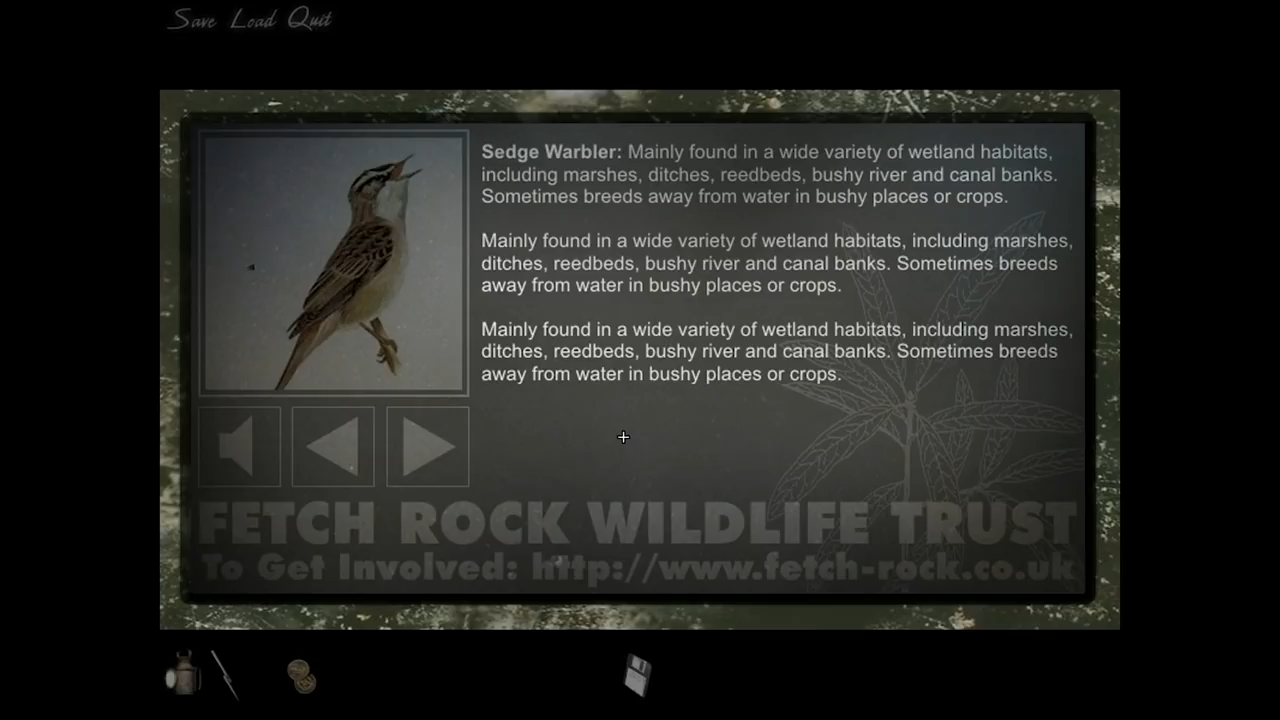 Save Load Quit
Sedge Warbler: Mainly found in a wide variety of wetland habitats,
including marshes, ditches, reedbeds, bushy river and canal banks.
Sometimes breeds away from water in bushy places or crops.
Mainly found in a wide variety of wetland habitats, including marshes,
ditches, reedbeds, bushy river and canal banks. Sometimes breeds
away from water in bushy places or crops.
Mainly found in a wide variety of wetland habitats, including marshes,
ditches, reedbeds, bushy river and canal banks. Sometimes breeds
away from water in bushy places or crops.
FETCH ROCK WILDLIFE TRUST
To Get Involved: http://www.fetch-rock.co.uk